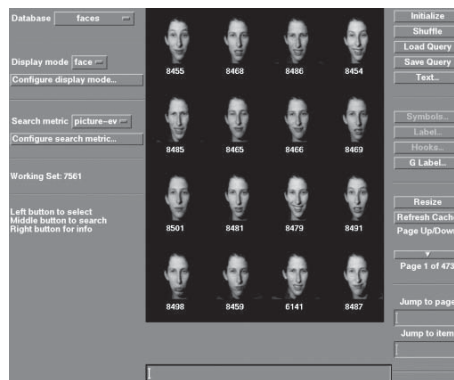 Database faces
Display mode face
Configure display mode...
Search metric picture-ev
Configure search metric...
Working Set: 7561
Left button to select
Middle button to search
Right button for info
8455 8468 8486 8454
8485 8465 8466 8469
8501 8481 8479 8491
8498 8459 6141 8487
Initialize
Shuffle
Load Query
Save Query
Text...
Symbols...
Label...
Hooks...
G Label...
Resize
Refresh Cach
Page Up/Dow
Page 1 of 473
Jump to page
Jump to item